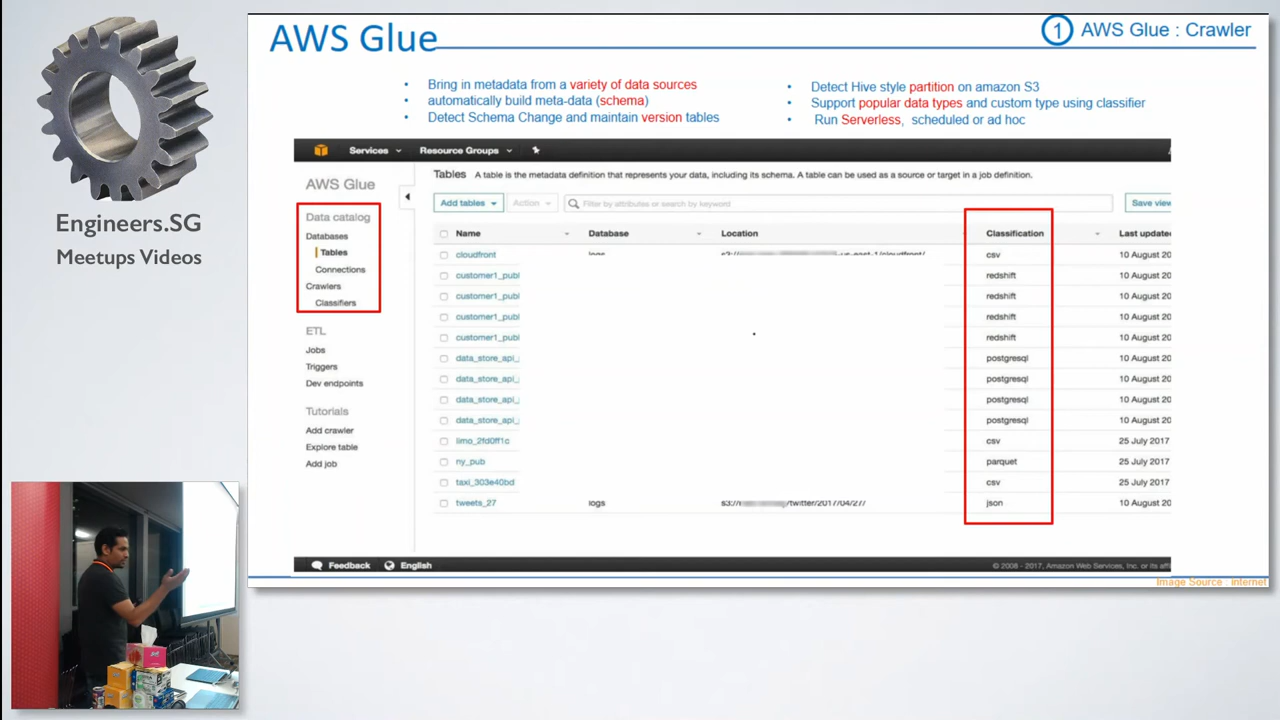 AWS Glue
1 AWS Glue : Crawler
• Bring in metadata from a variety of data sources
• automatically build meta-data (schema)
• Detect Schema Change and maintain version tables
• Detect Hive style partition on amazon S3
• Support popular data types and custom type using classifier
• Run Serverless, scheduled or ad hoc
Engineers.SG
Meetups Videos
Services Resource Groups
AWS Glue
Data catalog
Databases
Tables
Connections
Crawlers
Classifiers
ETL
Jobs
Triggers
Dev endpoints
Tutorials
Add crawler
Explore table
Add job
Tables A table is the metadata definition that represents your data, including its schema. A table can be used as a source or target in a job definition.
Add tables Action Filter by attributes or search by keyword Save view
Name Database Location Classification Last updated
cloudfront logs csv 10 August 20
customer1_publ redshift 10 August 20
customer1_publ redshift 10 August 20
customer1_publ redshift 10 August 20
customer1_publ redshift 10 August 20
data_store_api_ postgresql 10 August 20
data_store_api_ postgresql 10 August 20
data_store_api_ postgresql 10 August 20
data_store_api_ postgresql 10 August 20
limo_2fd0ff1c csv 25 July 2017
ny_pub parquet 25 July 2017
taxi_303e40bd csv 25 July 2017
tweets_27 logs s3:// /twitter/2017/04/27/ json 10 August 20
Feedback English © 2008 - 2017, Amazon Web Services, Inc. or its affil
Image Source : internet